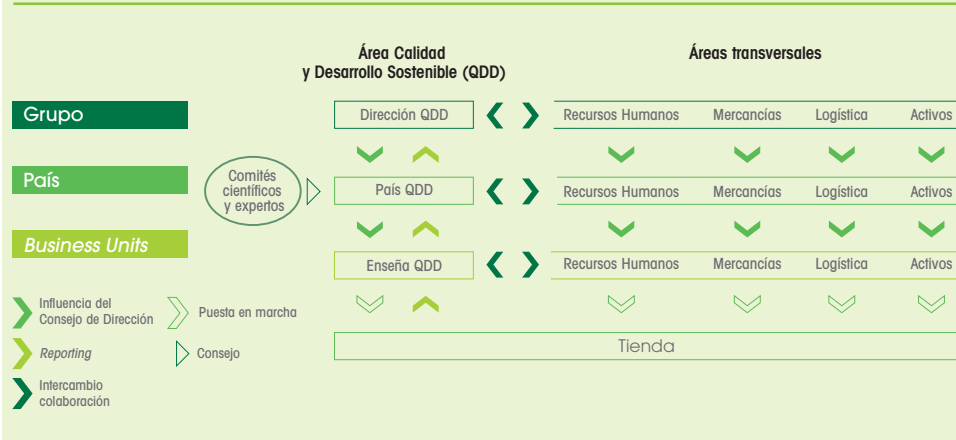 Área Calidad
y Desarrollo Sostenible (QDD)
Áreas transversales
Grupo
Dirección QDD
Recursos Humanos
Mercancías
Logística
Activos
País
Comités
científicos
y expertos
País QDD
Recursos Humanos
Mercancías
Logística
Activos
Business Units
Enseña QDD
Recursos Humanos
Mercancías
Logística
Activos
Tienda
Influencia del
Consejo de Dirección
Puesta en marcha
Reporting
Consejo
Intercambio
colaboración